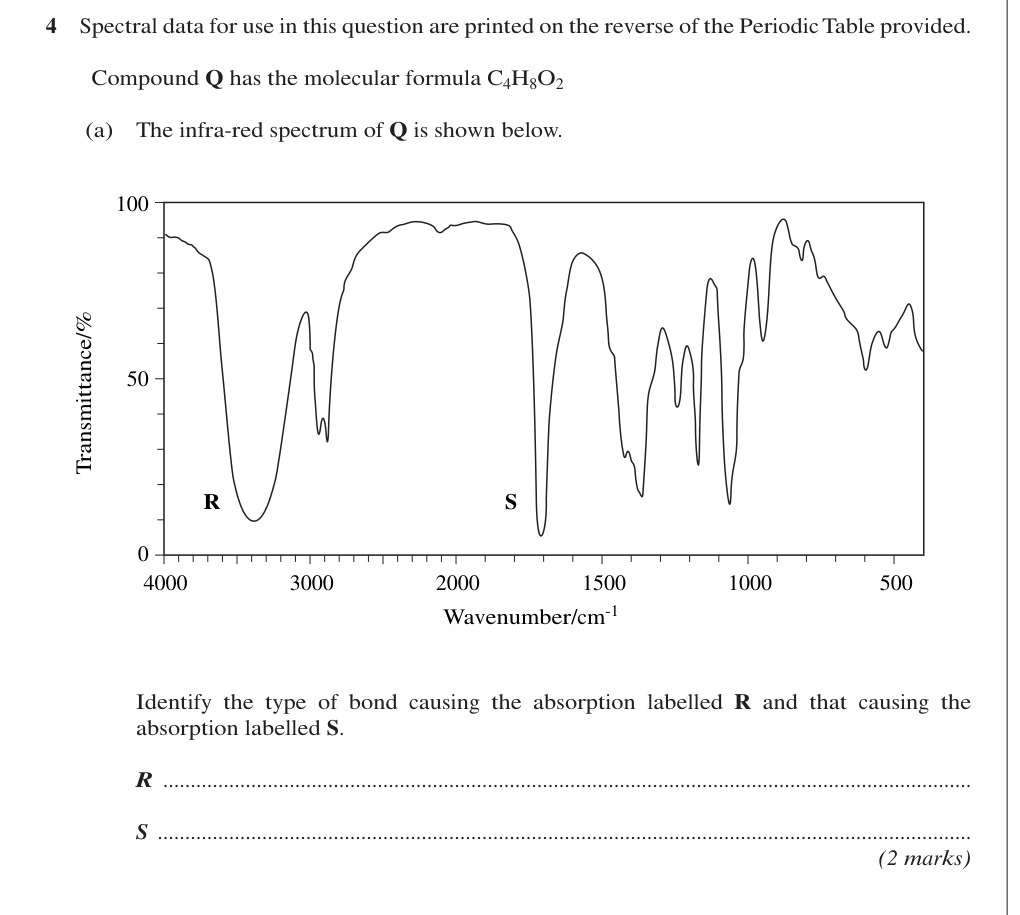 4 Spectral data for use in this question are printed on the reverse of the Periodic Table provided.
Compound Q has the molecular formula C₄H₈O₂
(a) The infra-red spectrum of Q is shown below.
100
50
0
Transmittance/%
R
S
4000 3000 2000 1500 1000 500
Wavenumber/cm⁻¹
Identify the type of bond causing the absorption labelled R and that causing the
absorption labelled S.
R ........................................................................
S ........................................................................
(2 marks)